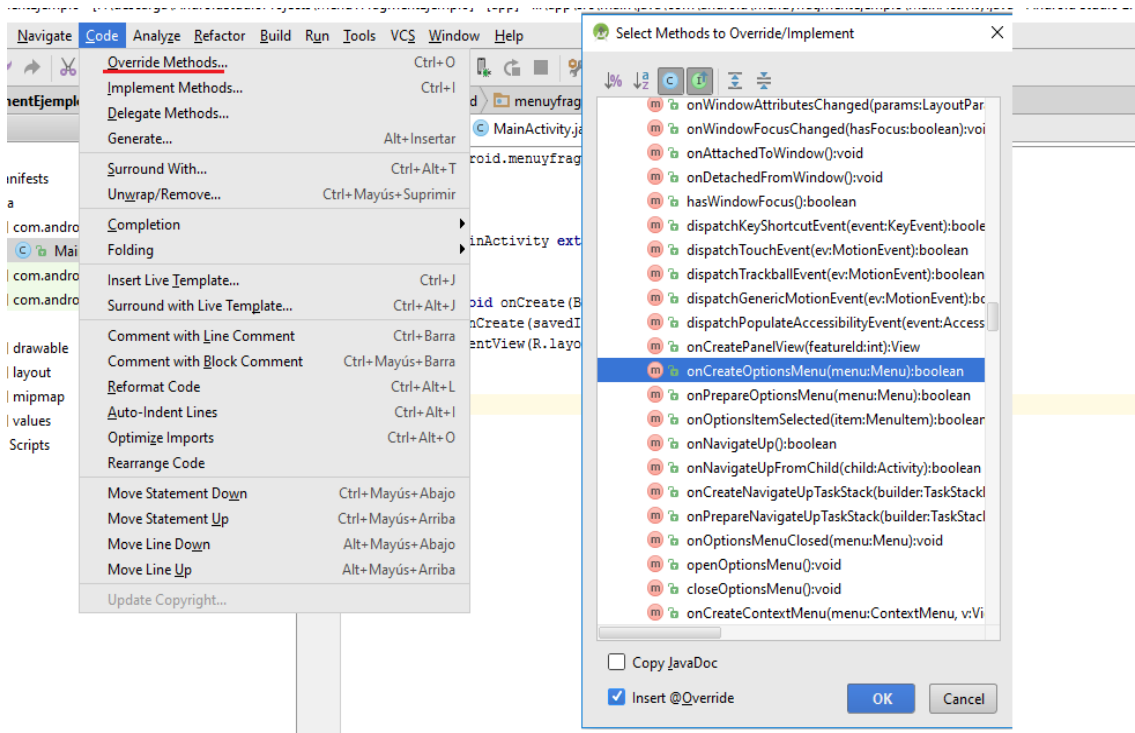 Navigate Code Analyze Refactor Build Run Tools VCS Window Help
Override Methods... Ctrl+O
Implement Methods... Ctrl+I
Delegate Methods...
Generate... Alt+Insertar
Surround With... Ctrl+Alt+T
Unwrap/Remove... Ctrl+Mayús+Suprimir
Completion
Folding
Insert Live Template... Ctrl+J
Surround with Live Template... Ctrl+Alt+J
Comment with Line Comment Ctrl+Barra
Comment with Block Comment Ctrl+Mayús+Barra
Reformat Code Ctrl+Alt+L
Auto-Indent Lines Ctrl+Alt+I
Optimize Imports Ctrl+Alt+O
Rearrange Code
Move Statement Down Ctrl+Mayús+Abajo
Move Statement Up Ctrl+Mayús+Arriba
Move Line Down Alt+Mayús+Abajo
Move Line Up Alt+Mayús+Arriba
Update Copyright...
nentEjempl
anifests
a
com.andro
Mai
com.andro
com.andro
drawable
layout
mipmap
values
Scripts
d menuyfrag
MainActivity.ja
roid.menuyfrag
inActivity ext
oid onCreate(B
nCreate(savedI
entView(R.layo
Select Methods to Override/Implement
onWindowAttributesChanged(params:LayoutPar
onWindowFocusChanged(hasFocus:boolean):voi
onAttachedToWindow():void
onDetachedFromWindow():void
hasWindowFocus():boolean
dispatchKeyShortcutEvent(event:KeyEvent):boole
dispatchTouchEvent(ev:MotionEvent):boolean
dispatchTrackballEvent(ev:MotionEvent):boolean
dispatchGenericMotionEvent(ev:MotionEvent):bo
dispatchPopulateAccessibilityEvent(event:Access
onCreatePanelView(featureId:int):View
onCreateOptionsMenu(menu:Menu):boolean
onPrepareOptionsMenu(menu:Menu):boolean
onOptionsItemSelected(item:MenuItem):boolean
onNavigateUp():boolean
onNavigateUpFromChild(child:Activity):boolean
onCreateNavigateUpTaskStack(builder:TaskStackl
onPrepareNavigateUpTaskStack(builder:TaskStacl
onOptionsMenuClosed(menu:Menu):void
openOptionsMenu():void
closeOptionsMenu():void
onCreateContextMenu(menu:ContextMenu, v:Vi
Copy JavaDoc
Insert @Override
OK Cancel